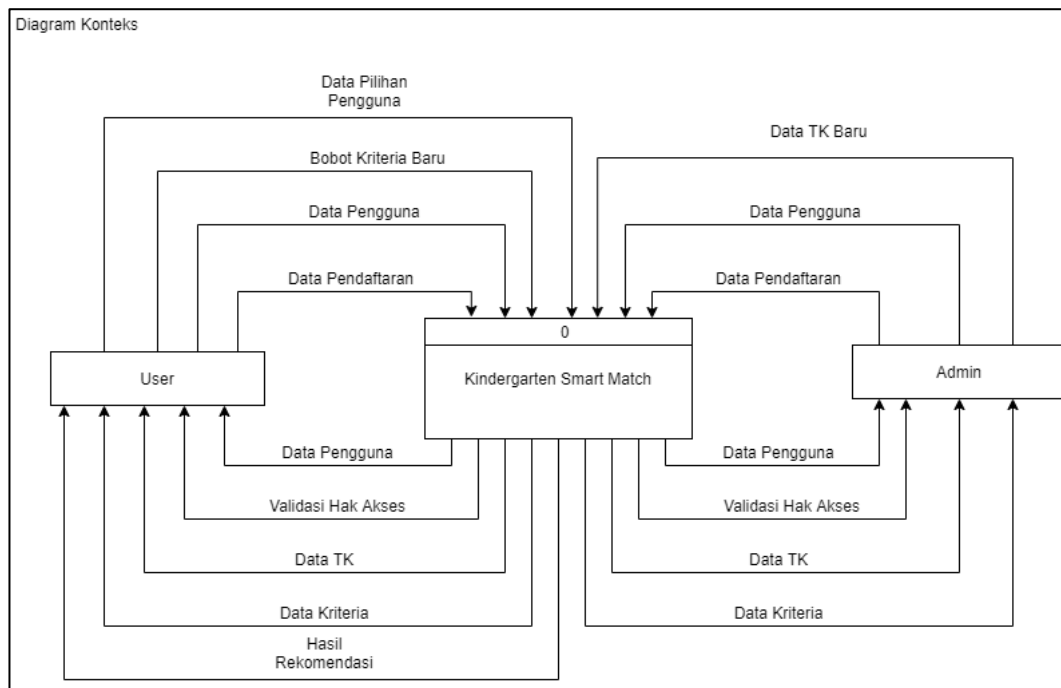 Diagram Konteks
Data Pilihan
Pengguna
Data TK Baru
Bobot Kriteria Baru
Data Pengguna
Data Pengguna
Data Pendaftaran
Data Pendaftaran
0
User
Kindergarten Smart Match
Admin
Data Pengguna
Data Pengguna
Validasi Hak Akses
Validasi Hak Akses
Data TK
Data TK
Data Kriteria
Data Kriteria
Hasil
Rekomendasi